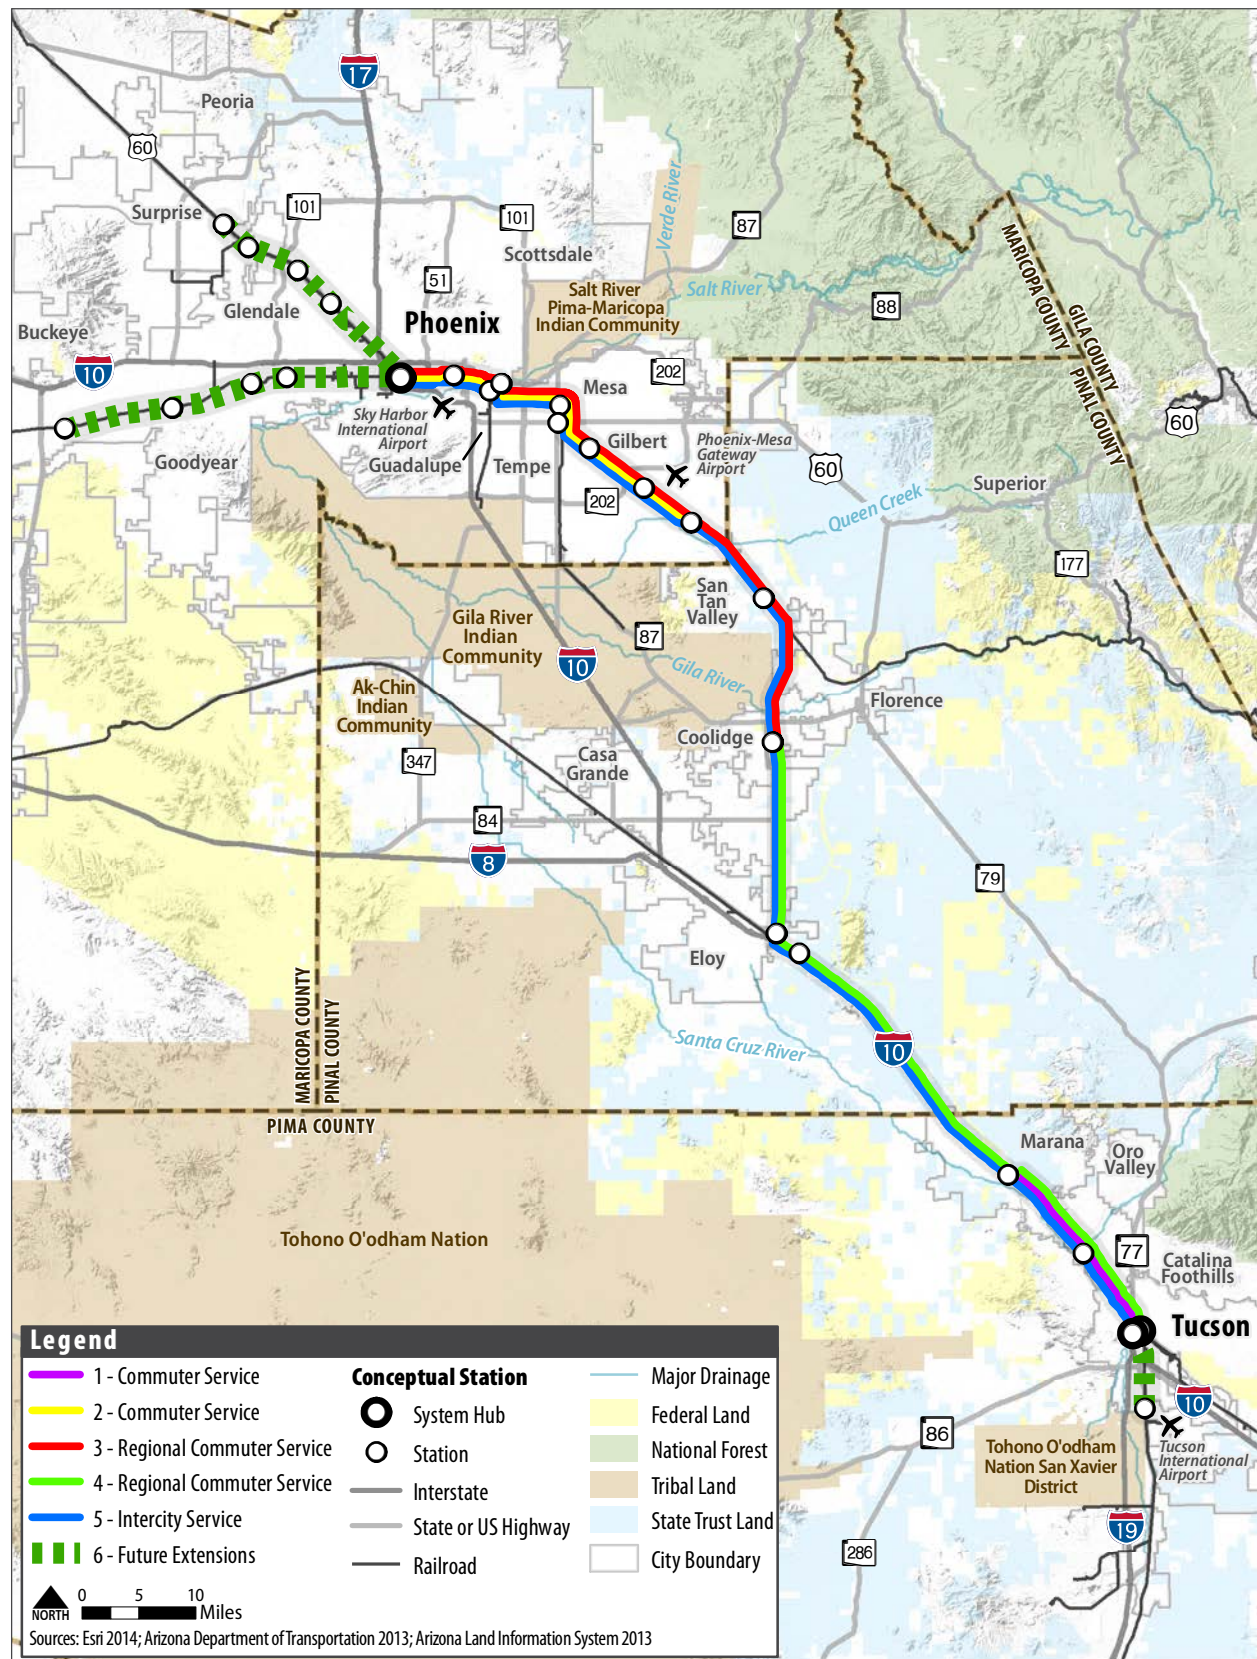 17
Peoria
60
Surprise
101
101
Verde River
87
Scottsdale
MARICOPA COUNTY
GILA COUNTY
51
Salt River
Pima-Maricopa
Indian Community
Salt River
88
Glendale
Buckeye
Phoenix
10
PINAL COUNTY
202
Mesa
Sky Harbor
International
Airport
60
Goodyear
Guadalupe
Tempe
Gilbert
Phoenix-Mesa
Gateway
Airport
60
Superior
202
Queen Creek
177
San
Tan
Valley
Gila River
Indian
Community
87
10
Gila River
Ak-Chin
Indian
Community
Florence
Coolidge
Casa
Grande
347
84
8
79
Eloy
MARICOPA COUNTY
PINAL COUNTY
Santa Cruz River
10
PIMA COUNTY
Marana
Oro
Valley
Tohono O'odham Nation
77
Catalina
Foothills
Tucson
10
86
Tohono O'odham
Nation San Xavier
District
Tucson
International
Airport
19
286
Legend
1 - Commuter Service
2 - Commuter Service
3 - Regional Commuter Service
4 - Regional Commuter Service
5 - Intercity Service
6 - Future Extensions
Conceptual Station
System Hub
Station
Interstate
State or US Highway
Railroad
Major Drainage
Federal Land
National Forest
Tribal Land
State Trust Land
City Boundary
NORTH
0 5 10
Miles
Sources: Esri 2014; Arizona Department of Transportation 2013; Arizona Land Information System 2013